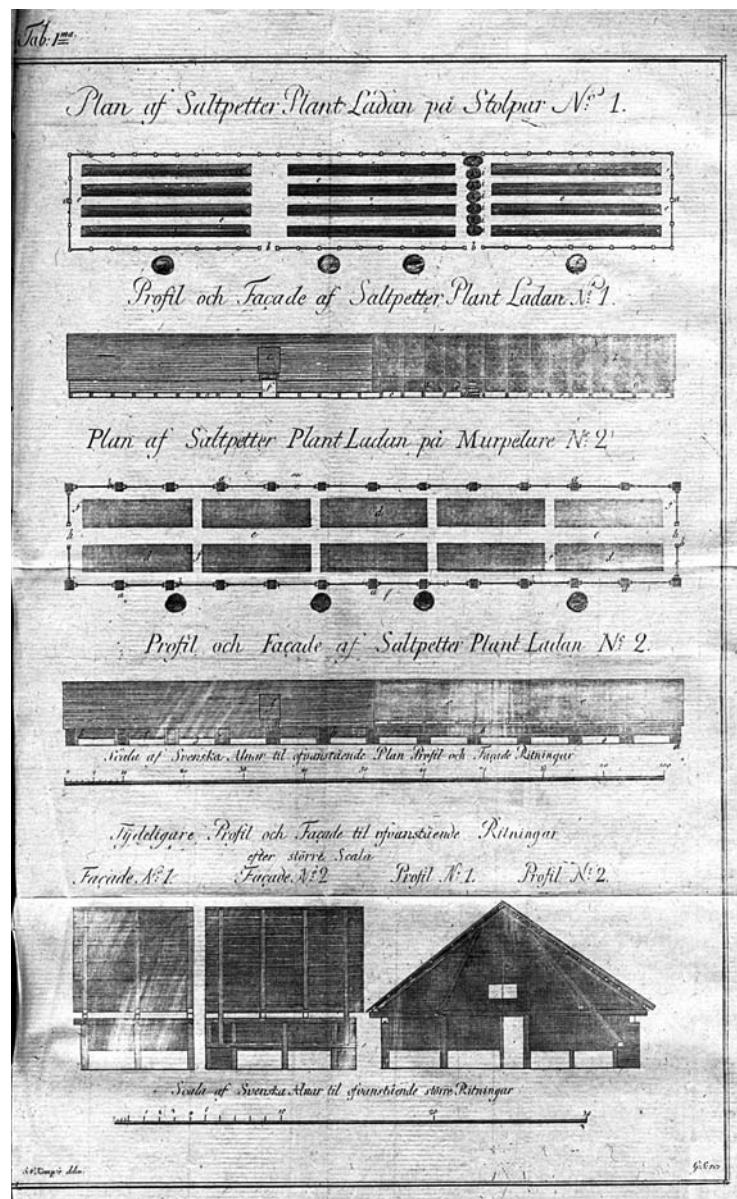 Tab: 1ma
Plan af Saltpetter Plant Ladan på Stolpar No 1.
Profil och Façade af Saltpetter Plant Ladan No 1.
Plan af Saltpetter Plant Ladan på Murpelare No 2
Profil och Façade af Saltpetter Plant Ladan No 2.
Scala af Svenska Alnar til ofvanstående Plan Profil och Façade Ritningar
Tydeligare Profil och Façade til ofvanstående Ritningar
efter större Scala
Façade No 1. Façade No 2 Profil No 1. Profil No 2.
Scala af Svenska Alnar til ofvanstående större Ritningar